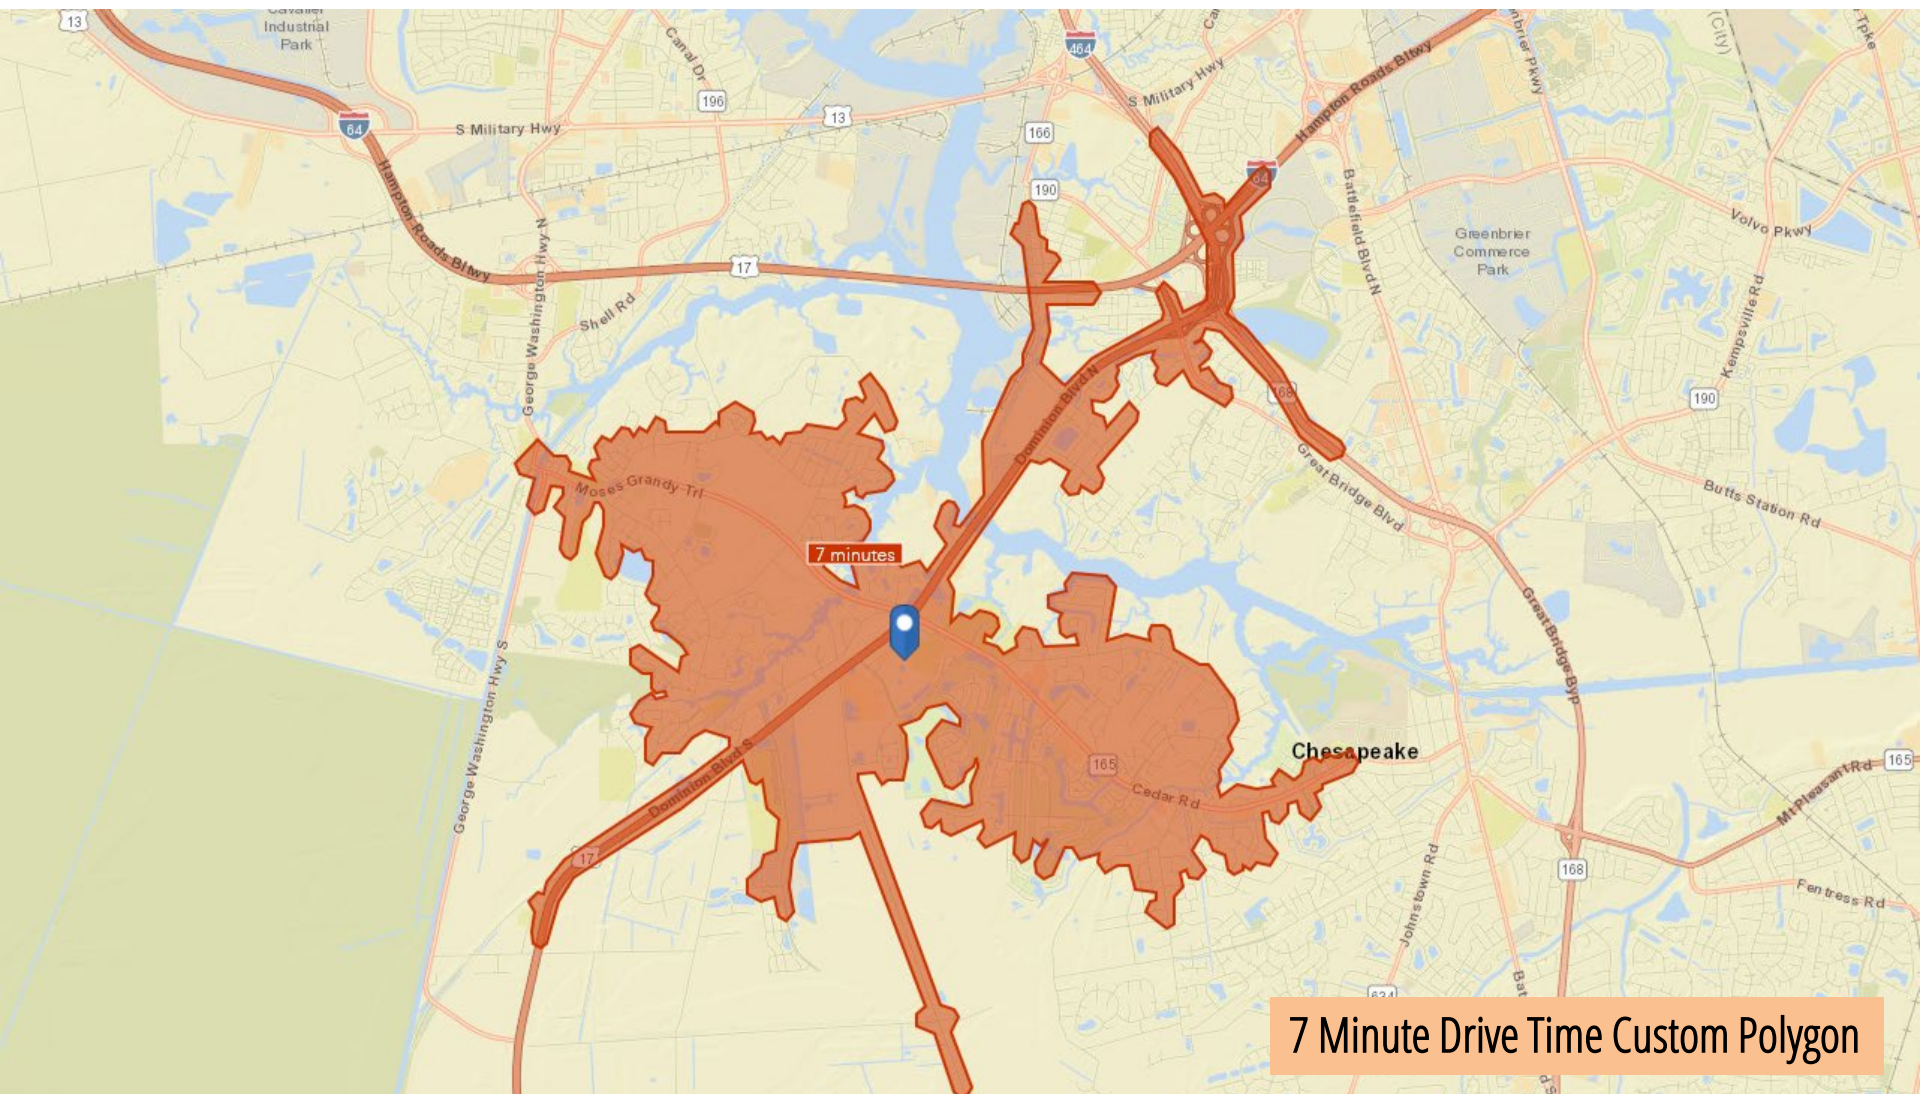 13
Cavalier
Industrial
Park
Canal Dr
464
S Military Hwy
Hampton Roads Bltwy
(City)
Tpke
196
13
64
S Military Hwy
166
190
64
Hampton Roads Bltwy
George Washington Hwy N
17
Shell Rd
Battlefield Blvd N
Greenbrier
Commerce
Park
Volvo Pkwy
Kempsville Rd
190
168
Dominion Blvd N
Great Bridge Blvd
Butts Station Rd
Moses Grandy Trl
7 minutes
Great Bridge Byp
George Washington Hwy S
Chesapeake
165
Cedar Rd
165
Mt Pleasant Rd
Dominion Blvd S
17
168
Johnstown Rd
Fentress Rd
7 Minute Drive Time Custom Polygon